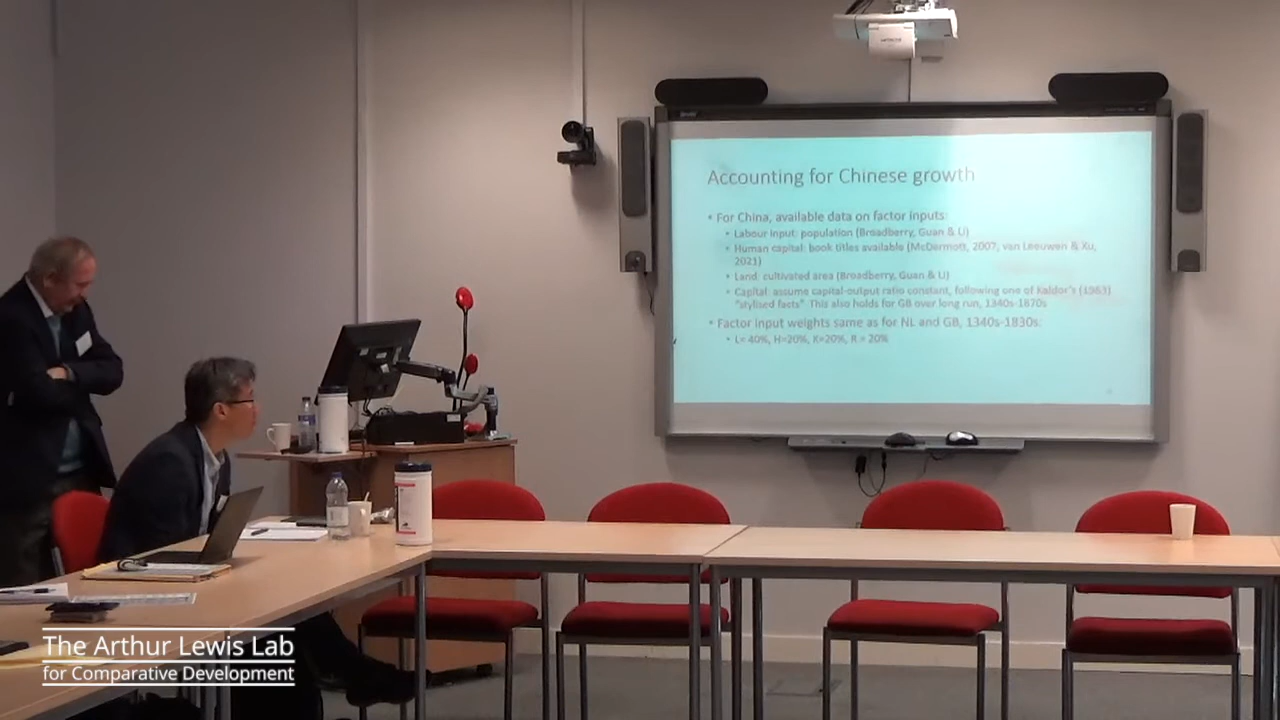 Accounting for Chinese growth
• For China, available data on factor inputs:
• Labour input: population (Broadberry, Guan & Li)
• Human capital: book titles available (McDermott, 2007, van Leeuwen & Xu,
2021)
• Land: cultivated area (Broadberry, Guan & Li)
• Capital: assume capital-output ratio constant, following one of Kaldor's (1963)
"stylised facts". This also holds for GB over long run, 1340s-1870s
• Factor input weights same as for NL and GB, 1340s-1830s:
• L= 40%, H=20%, K=20%, R = 20%
The Arthur Lewis Lab
for Comparative Development